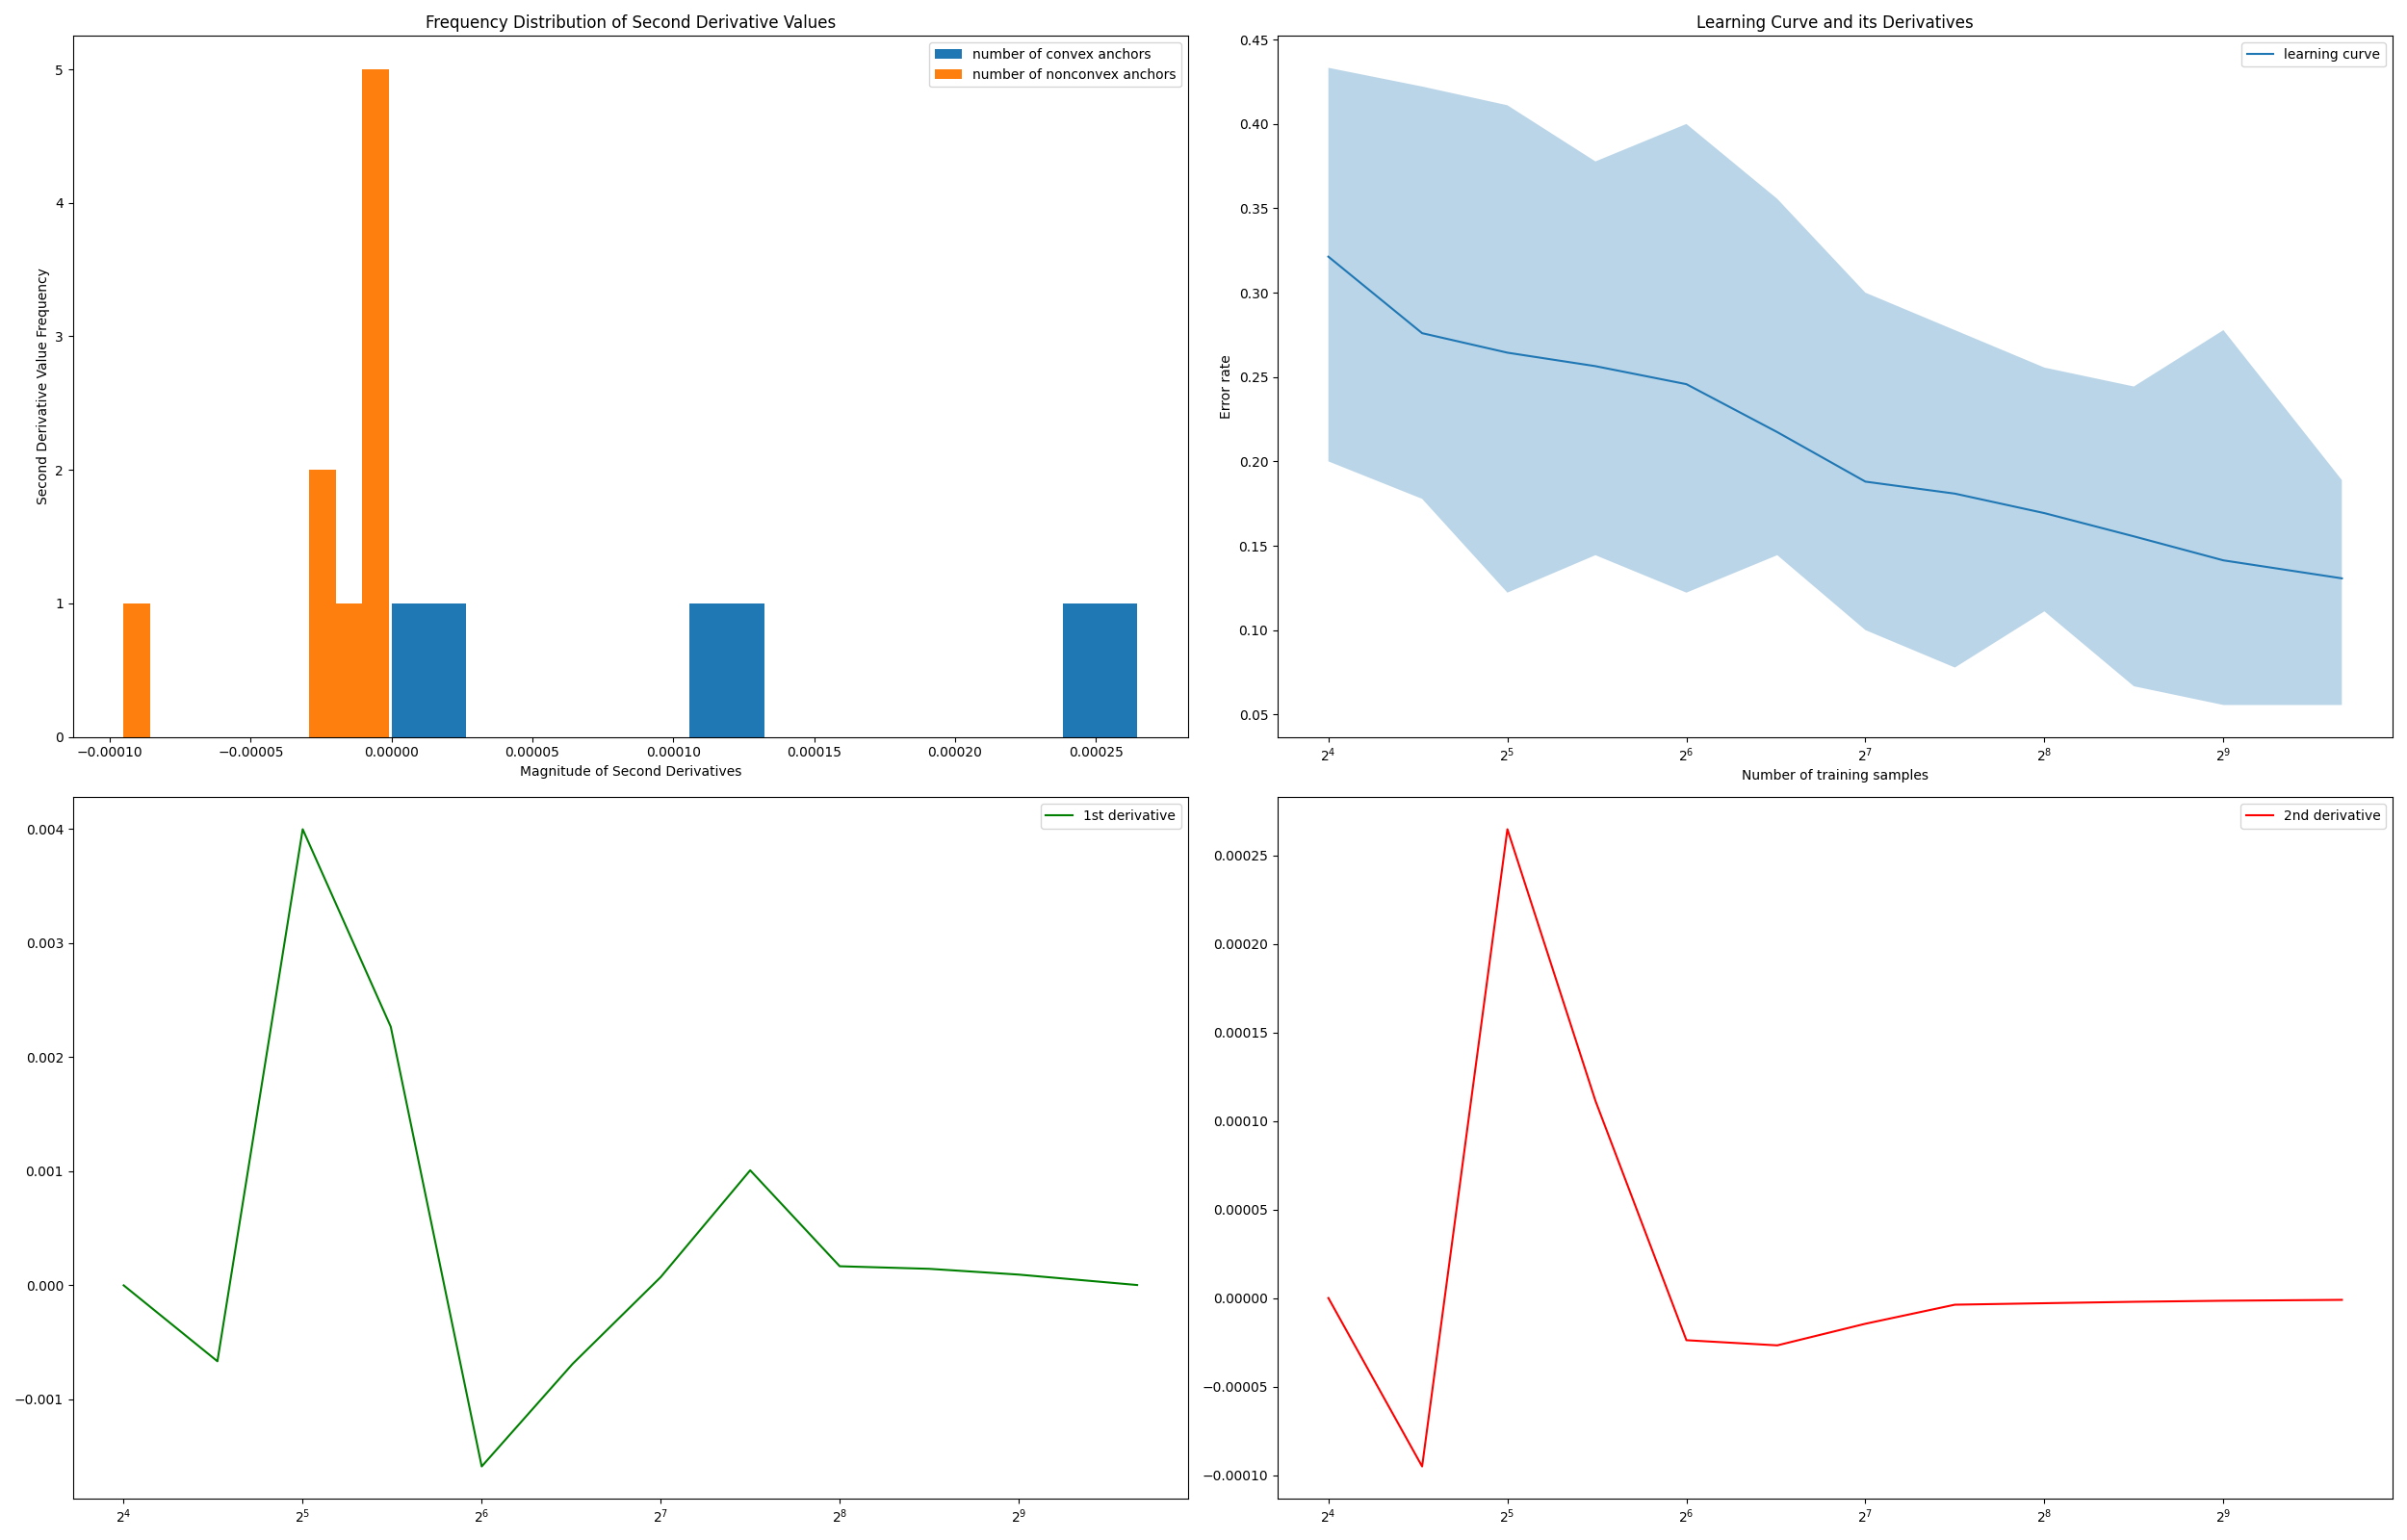 Frequency Distribution of Second Derivative Values
number of convex anchors
number of nonconvex anchors
Second Derivative Value Frequency
5
4
3
2
1
0
−0.00010 −0.00005 0.00000 0.00005 0.00010 0.00015 0.00020 0.00025
Magnitude of Second Derivatives
Learning Curve and its Derivatives
learning curve
Error rate
0.45
0.40
0.35
0.30
0.25
0.20
0.15
0.10
0.05
2⁴ 2⁵ 2⁶ 2⁷ 2⁸ 2⁹
Number of training samples
1st derivative
0.004
0.003
0.002
0.001
0.000
−0.001
2⁴ 2⁵ 2⁶ 2⁷ 2⁸ 2⁹
2nd derivative
0.00025
0.00020
0.00015
0.00010
0.00005
0.00000
−0.00005
−0.00010
2⁴ 2⁵ 2⁶ 2⁷ 2⁸ 2⁹